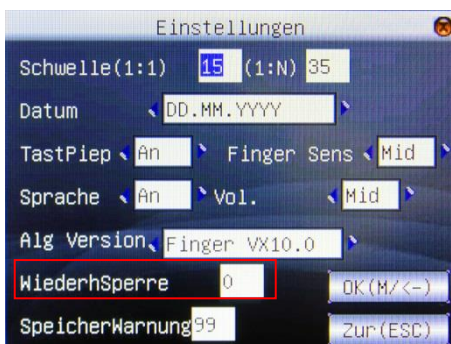 Einstellungen
Schwelle(1:1) 15 (1:N) 35
Datum DD.MM.YYYY
TastPiep An Finger Sens Mid
Sprache An Vol. Mid
Alg Version Finger VX10.0
WiederhSperre 0 OK(M/<-)
SpeicherWarnung 99 Zur(ESC)